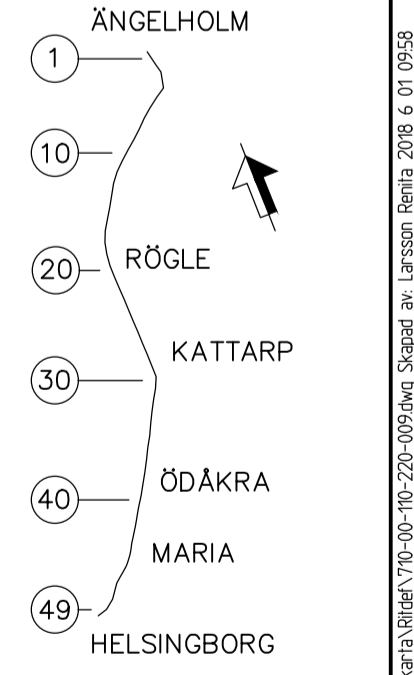 ÄNGELHOLM
1
10
RÖGLE
20
KATTARP
30
ÖDÅKRA
40
MARIA
49
HELSINGBORG
karta\Ritdef\710-00-110-220-009.dwg Skapad av: Larsson Renita 2018 6 01 09:58